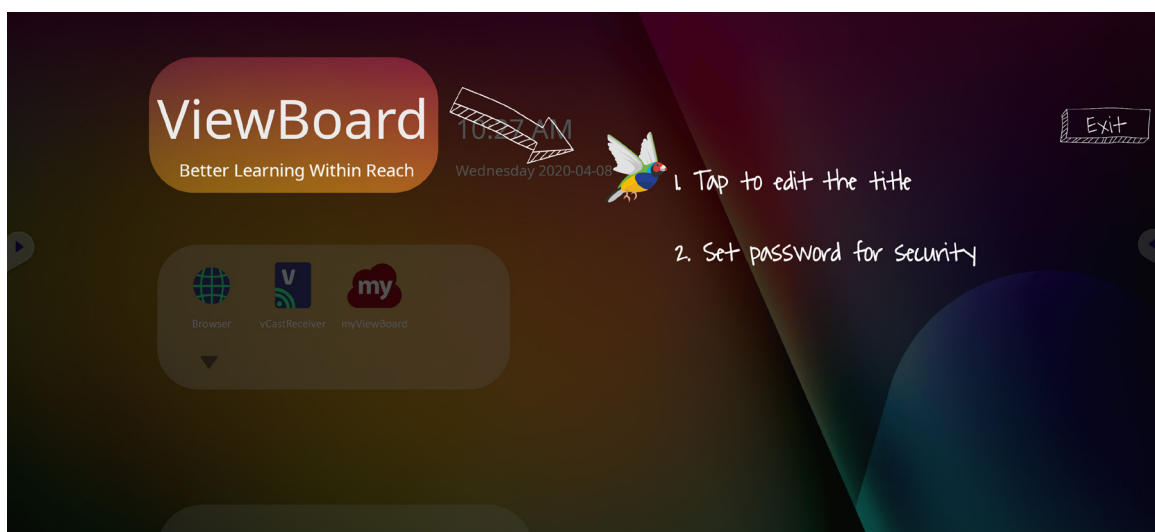 ViewBoard
Better Learning Within Reach
10:27 AM
Wednesday 2020-04-08
Exit
1. Tap to edit the title
2. Set password for security
V
my
Browser
vCastReceiver
myViewBoard